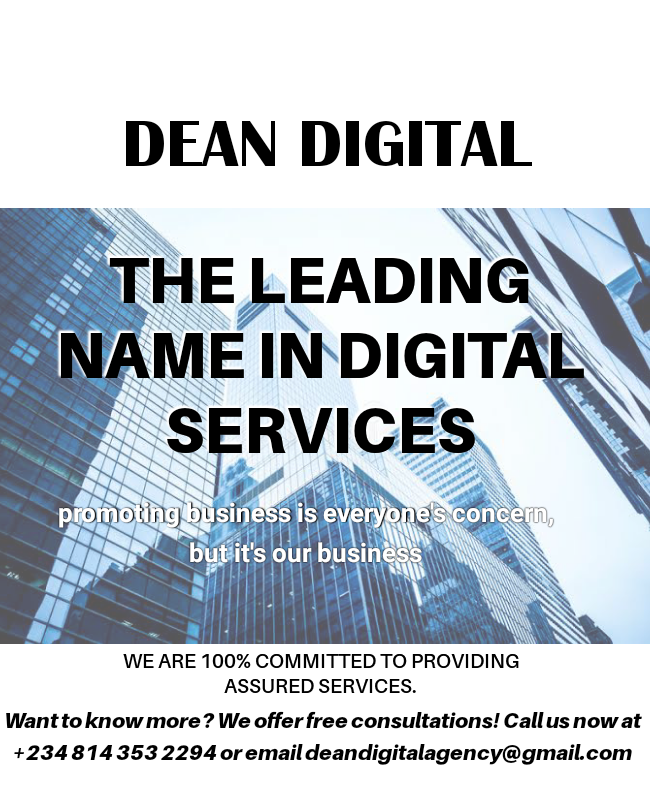 DEAN DIGITAL
THE LEADING
NAME IN DIGITAL
SERVICES
promoting business is everyone's concern,
but it's our business
WE ARE 100% COMMITTED TO PROVIDING
ASSURED SERVICES.
Want to know more? We offer free consultations! Call us now at
+234 814 353 2294 or email deandigitalagency@gmail.com